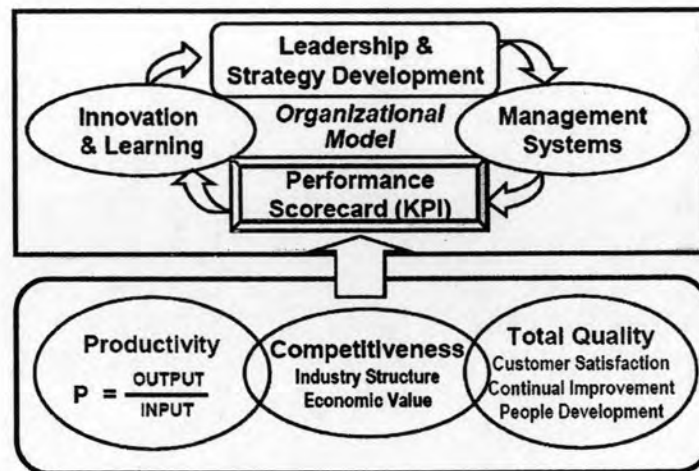 Leadership &
Strategy Development
Innovation
& Learning
Organizational
Model
Management
Systems
Performance
Scorecard (KPI)
Productivity
P = OUTPUT
INPUT
Competitiveness
Industry Structure
Economic Value
Total Quality
Customer Satisfaction
Continual Improvement
People Development